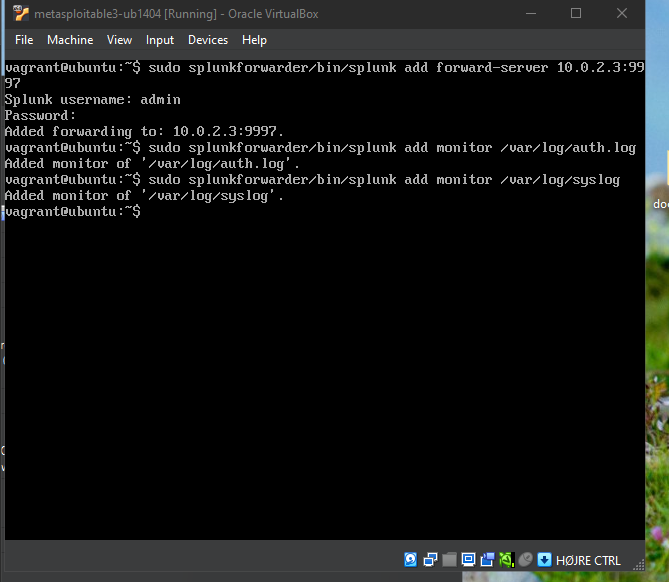 metasploitable3-ub1404 [Running] - Oracle VirtualBox
File Machine View Input Devices Help
vagrant@ubuntu:~$ sudo splunkforwarder/bin/splunk add forward-server 10.0.2.3:99
97
Splunk username: admin
Password:
Added forwarding to: 10.0.2.3:9997.
vagrant@ubuntu:~$ sudo splunkforwarder/bin/splunk add monitor /var/log/auth.log
Added monitor of '/var/log/auth.log'.
vagrant@ubuntu:~$ sudo splunkforwarder/bin/splunk add monitor /var/log/syslog
Added monitor of '/var/log/syslog'.
vagrant@ubuntu:~$
HØJRE CTRL